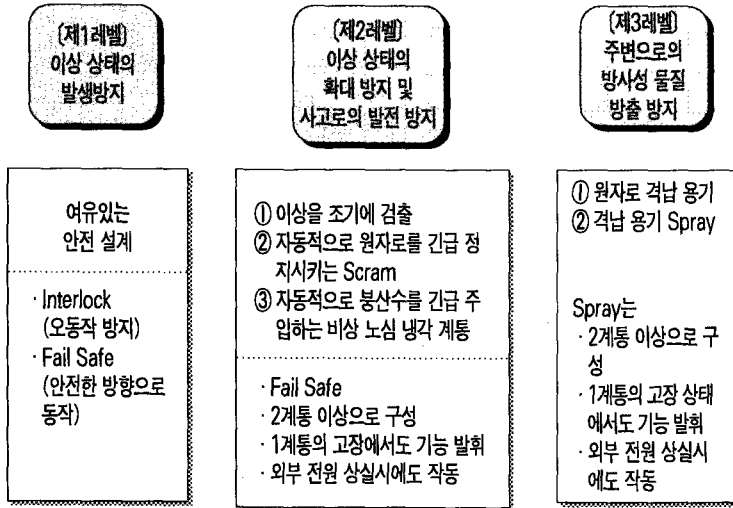 (제1레벨)
이상 상태의
발생방지
여유있는
안전 설계
· Interlock
(오동작 방지)
· Fail Safe
(안전한 방향으로
동작)
(제2레벨)
이상 상태의
확대 방지 및
사고로의 발전 방지
① 이상을 조기에 검출
② 자동적으로 원자로를 긴급 정
지시키는 Scram
③ 자동적으로 붕산수를 긴급 주
입하는 비상 노심 냉각 계통
· Fail Safe
· 2계통 이상으로 구성
· 1계통의 고장에서도 기능 발휘
· 외부 전원 상실시에도 작동
(제3레벨)
주변으로의
방사성 물질
방출 방지
① 원자로 격납 용기
② 격납 용기 Spray
Spray는
· 2계통 이상으로 구
성
· 1계통의 고장 상태
에서도 기능 발휘
· 외부 전원 상실시
에도 작동